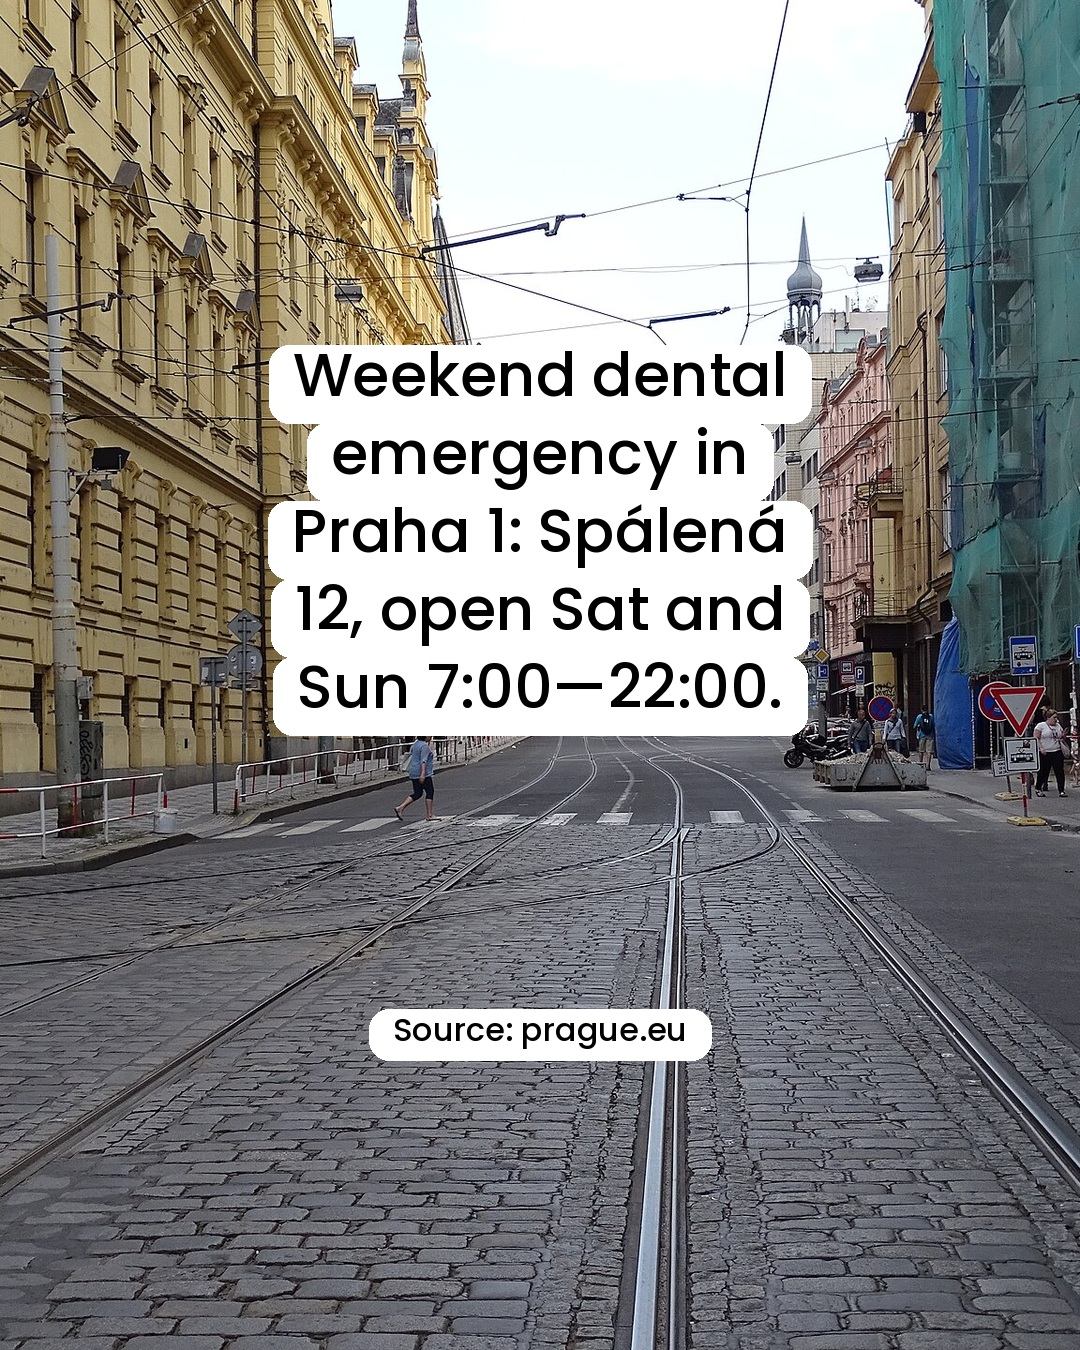 Weekend dental
emergency in
Praha 1: Spálená
12, open Sat and
Sun 7:00—22:00.
Source: prague.eu